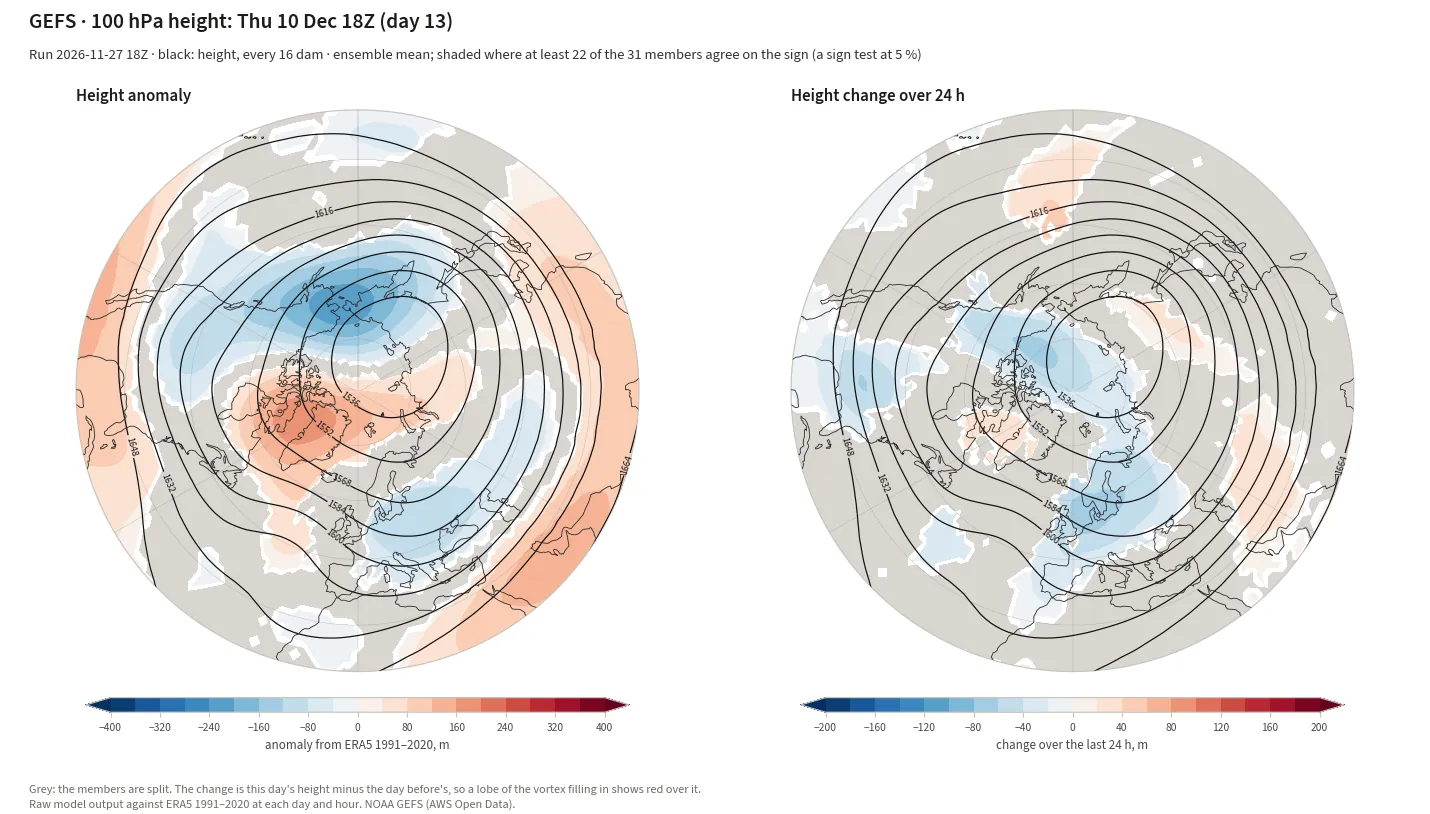 GEFS · 100 hPa height: Thu 10 Dec 18Z (day 13)
Run 2026-11-27 18Z · black: height, every 16 dam · ensemble mean; shaded where at least 22 of the 31 members agree on the sign (a sign test at 5 %)
Height anomaly
Height change over 24 h
1616
1536
1552
1568
1584
1600
1648
1632
1664
1616
1536
1552
1568
1584
1600
1648
1632
1664
−400 −320 −240 −160 −80 0 80 160 240 320 400
anomaly from ERA5 1991–2020, m
−200 −160 −120 −80 −40 0 40 80 120 160 200
change over the last 24 h, m
Grey: the members are split. The change is this day's height minus the day before's, so a lobe of the vortex filling in shows red over it.
Raw model output against ERA5 1991–2020 at each day and hour. NOAA GEFS (AWS Open Data).